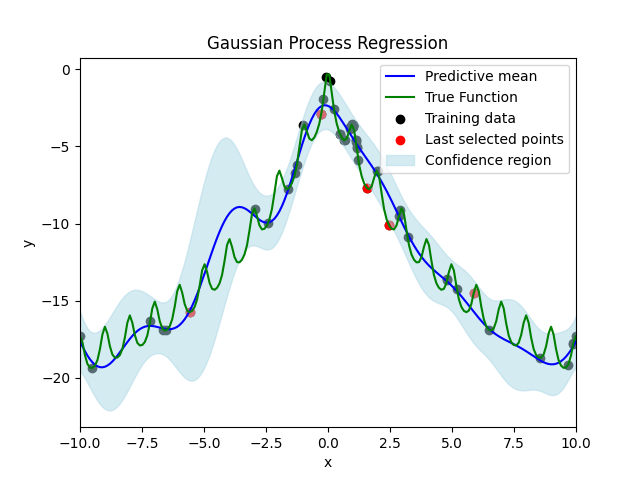 Gaussian Process Regression
Predictive mean
True Function
Training data
Last selected points
Confidence region
y
0
−5
−10
−15
−20
−10.0 −7.5 −5.0 −2.5 0.0 2.5 5.0 7.5 10.0
x